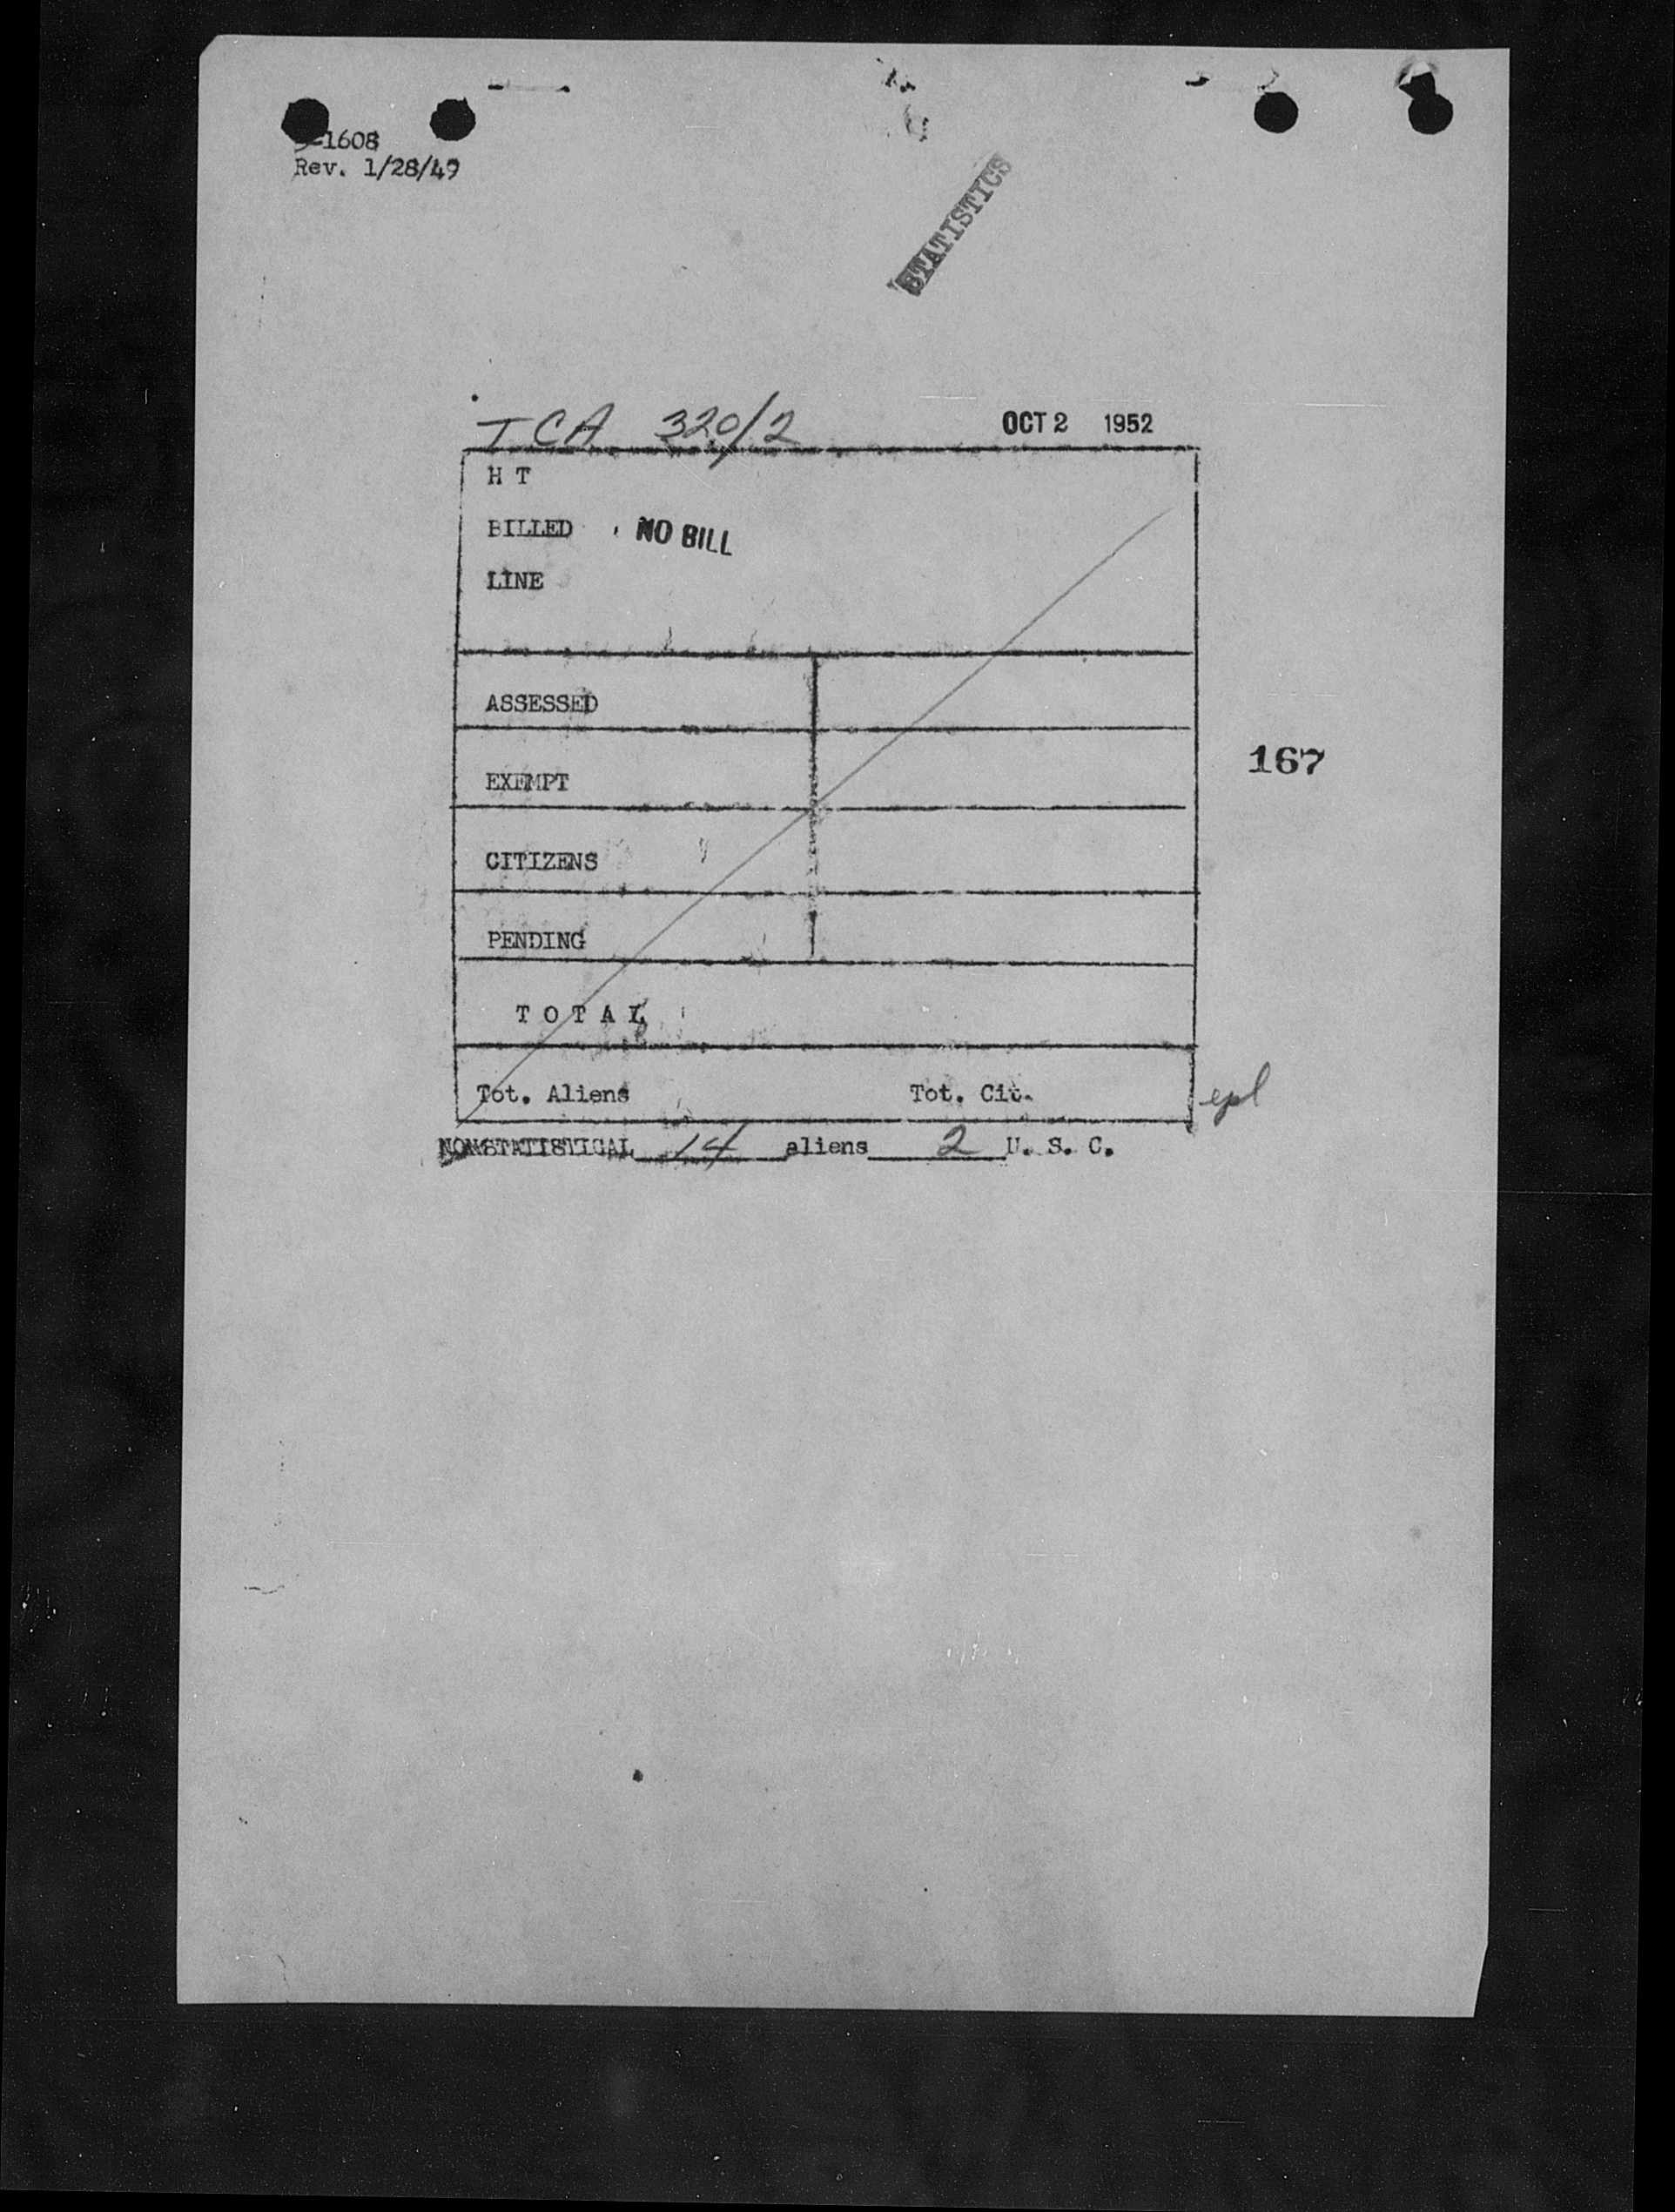 -1608
Rev. 1/28/49
STATISTICS
TCA 320/2 OCT 2 1952
H T
BILLED NO BILL
LINE
ASSESSED
167
EXEMPT
CITIZENS
PENDING
T O T A L
Tot. Aliens Tot. Cit.
NONSTATISTICAL 14 aliens 2 U. S. C.